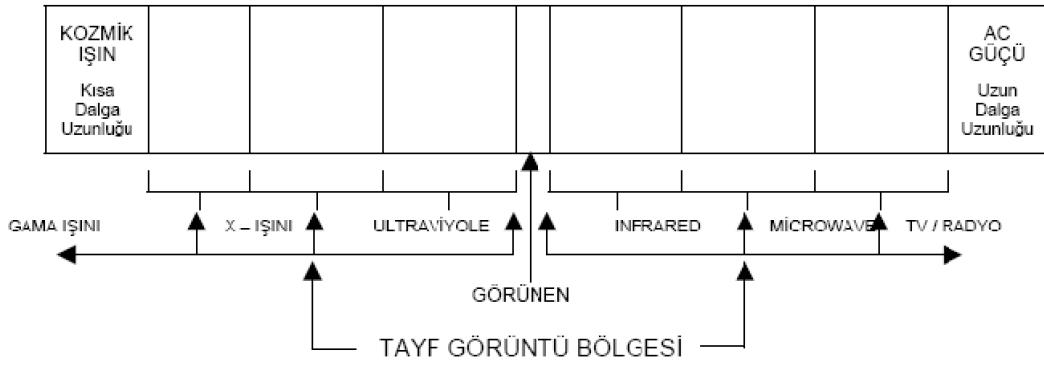 KOZMİK
IŞIN
Kısa
Dalga
Uzunluğu
AC
GÜÇÜ
Uzun
Dalga
Uzunluğu
GAMA IŞINI X – IŞINI ULTRAVİYOLE INFRARED MİCROWAVE TV / RADYO
GÖRÜNEN
TAYF GÖRÜNTÜ BÖLGESİ